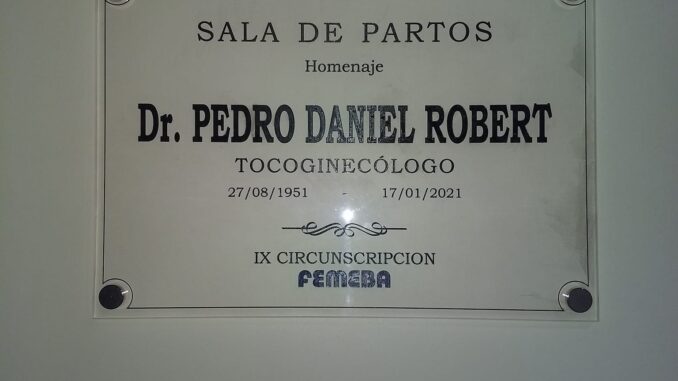 SALA DE PARTOS
Homenaje
Dr. PEDRO DANIEL ROBERT
TOCOGINECÓLOGO
27/08/1951 - 17/01/2021
IX CIRCUNSCRIPCION
FEMEBA